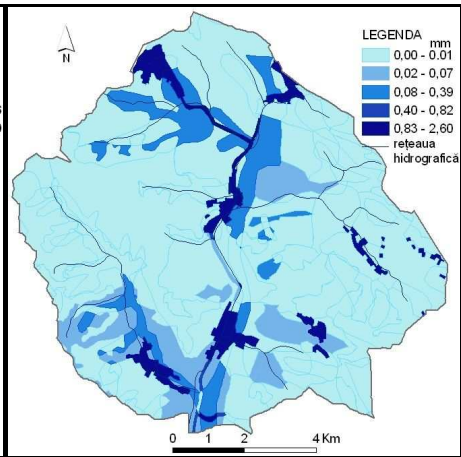 N
LEGENDA
mm
0,00 - 0.01
0,02 - 0,07
0,08 - 0,39
0,40 - 0,82
0,83 - 2,60
rețeaua
hidrografică
0 1 2 4 Km